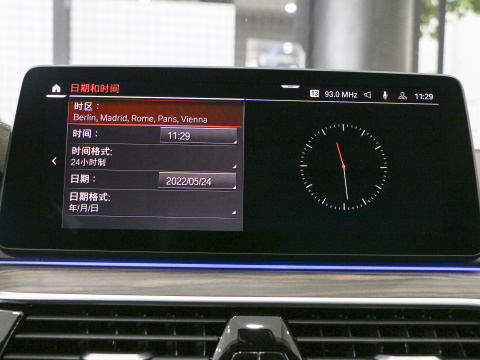 日期和时间
13 93.0 MHz 11:29
时区：
Berlin, Madrid, Rome, Paris, Vienna
时间： 11:29
时间格式:
24小时制
日期： 2022/05/24
日期格式:
年/月/日